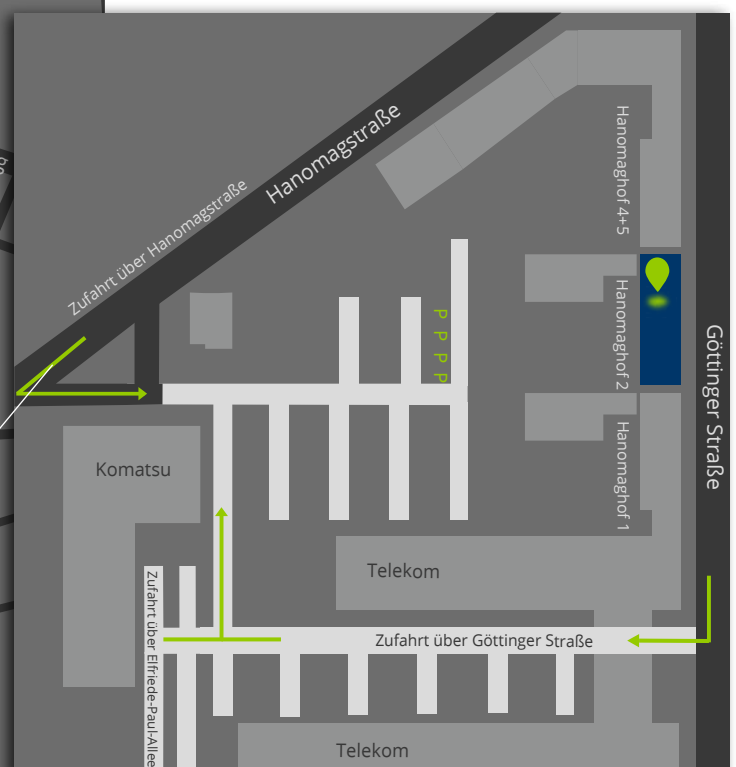 Hanomagstraße
Zufahrt über Hanomagstraße
Hanomaghof 4+5
P P P P
Hanomaghof 2
Göttinger Straße
Hanomaghof 1
Komatsu
Telekom
Zufahrt über Elfriede-Paul-Allee
Zufahrt über Göttinger Straße
Telekom